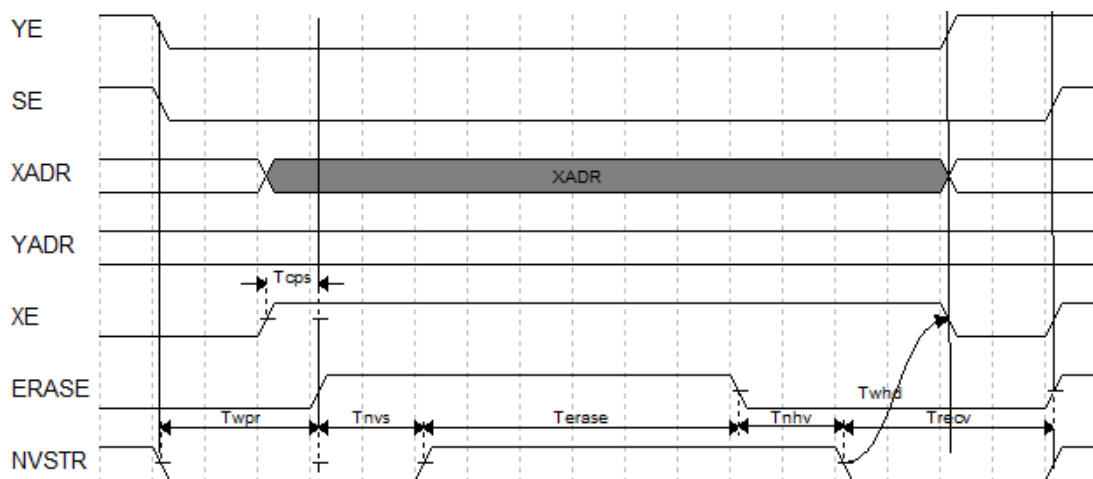 YE
SE
XADR
XADR
YADR
Tcps
XE
ERASE
Twhd
Twpr Tnvs Terase Tnhv Trecv
NVSTR